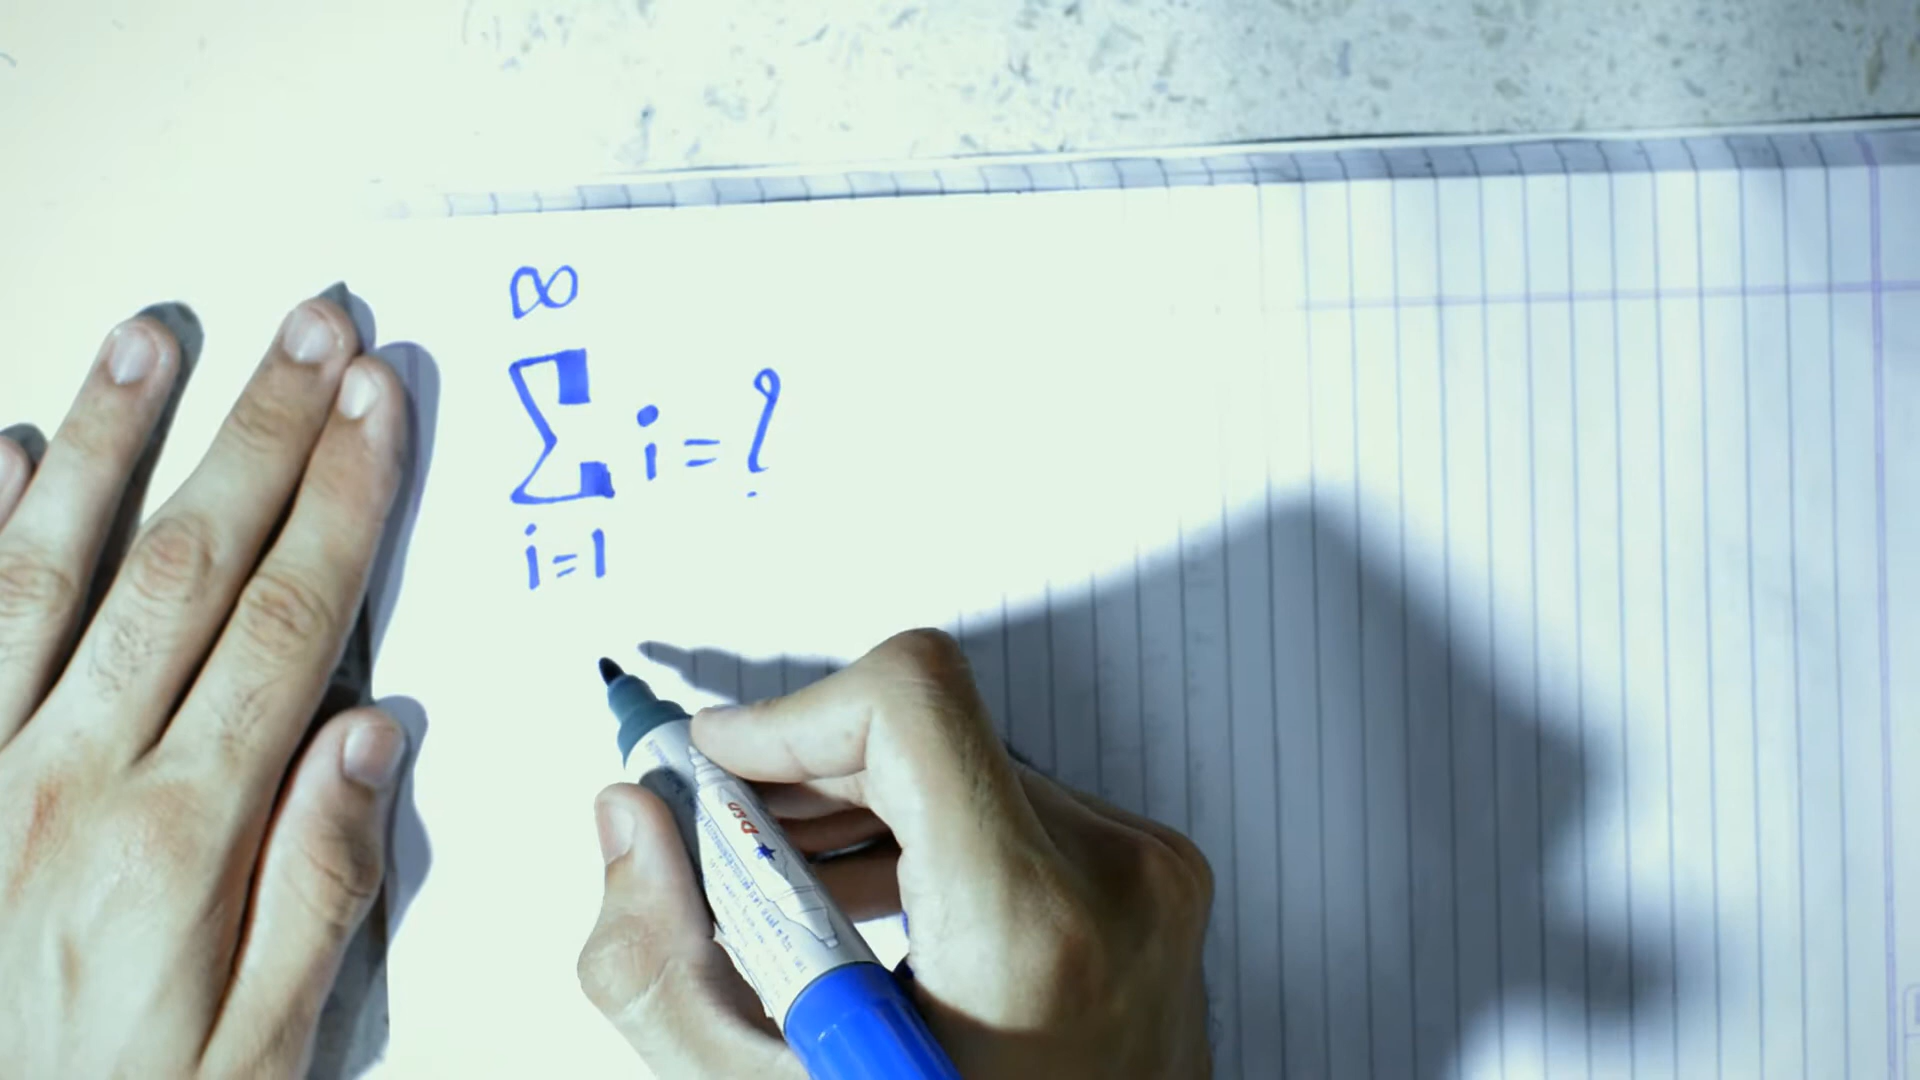 ∞
∑ i = ?
i=1
D&n